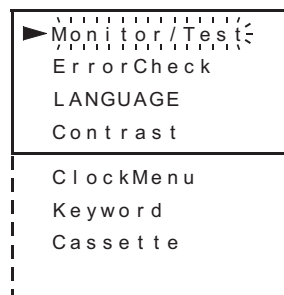 Monitor/Test
ErrorCheck
LANGUAGE
Contrast
ClockMenu
Keyword
Cassette